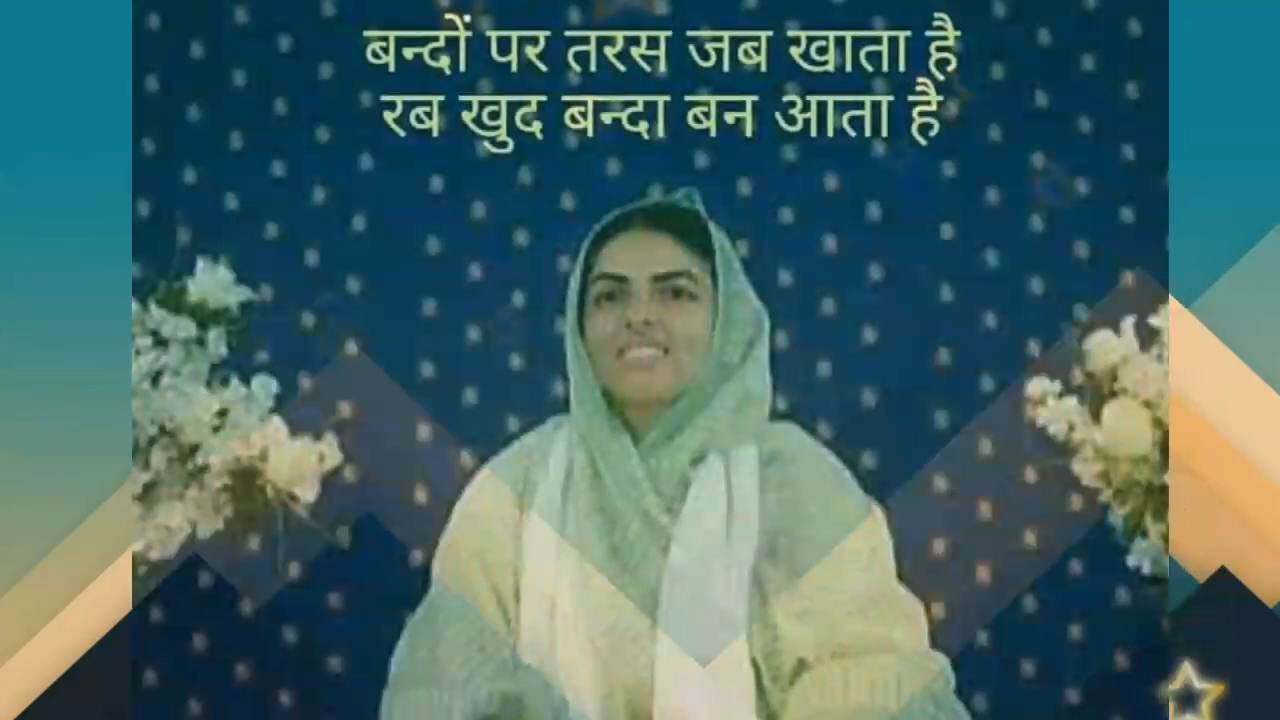 बन्दों पर तरस जब खाता है
रब खुद बन्दा बन आता है